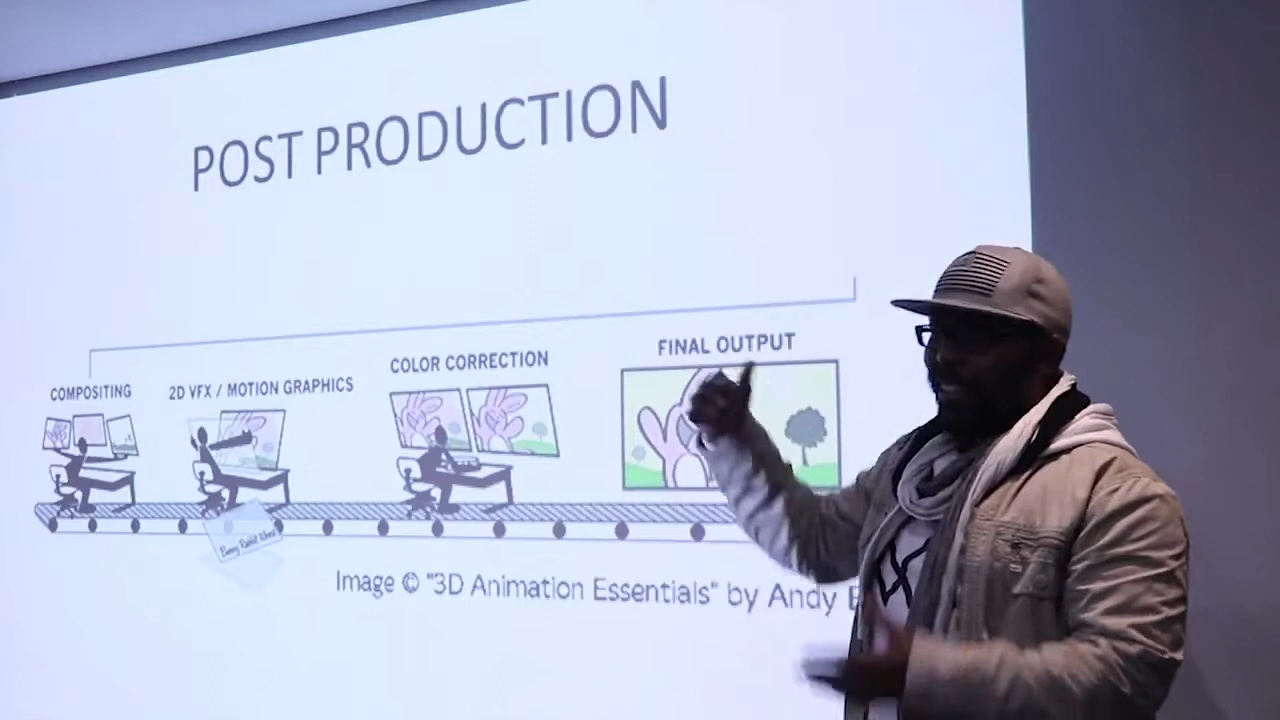 POST PRODUCTION
COMPOSITING
2D VFX / MOTION GRAPHICS
COLOR CORRECTION
FINAL OUTPUT
Image © "3D Animation Essentials" by Andy